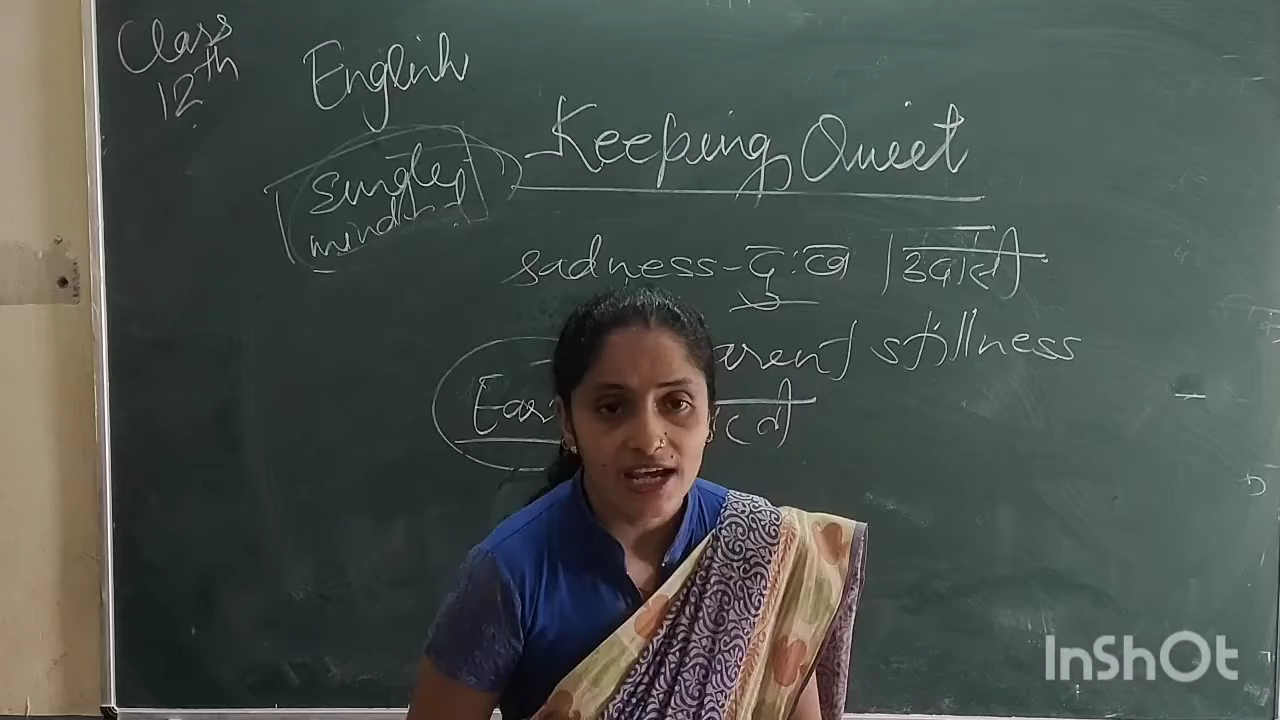 Class
12th
English
Keeping Quiet
single
minded
sadness - दुःख / उदासी
stillness
InShOt